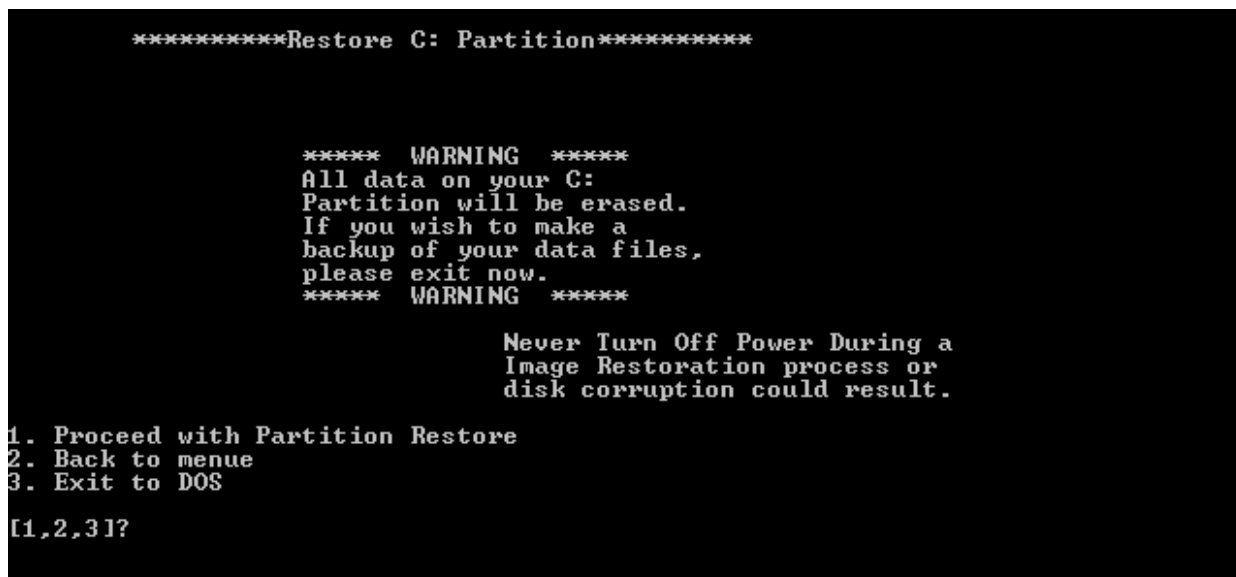 **********Restore C: Partition**********
***** WARNING *****
All data on your C:
Partition will be erased.
If you wish to make a
backup of your data files,
please exit now.
***** WARNING *****
Never Turn Off Power During a
Image Restoration process or
disk corruption could result.
1. Proceed with Partition Restore
2. Back to menue
3. Exit to DOS
[1,2,3]?